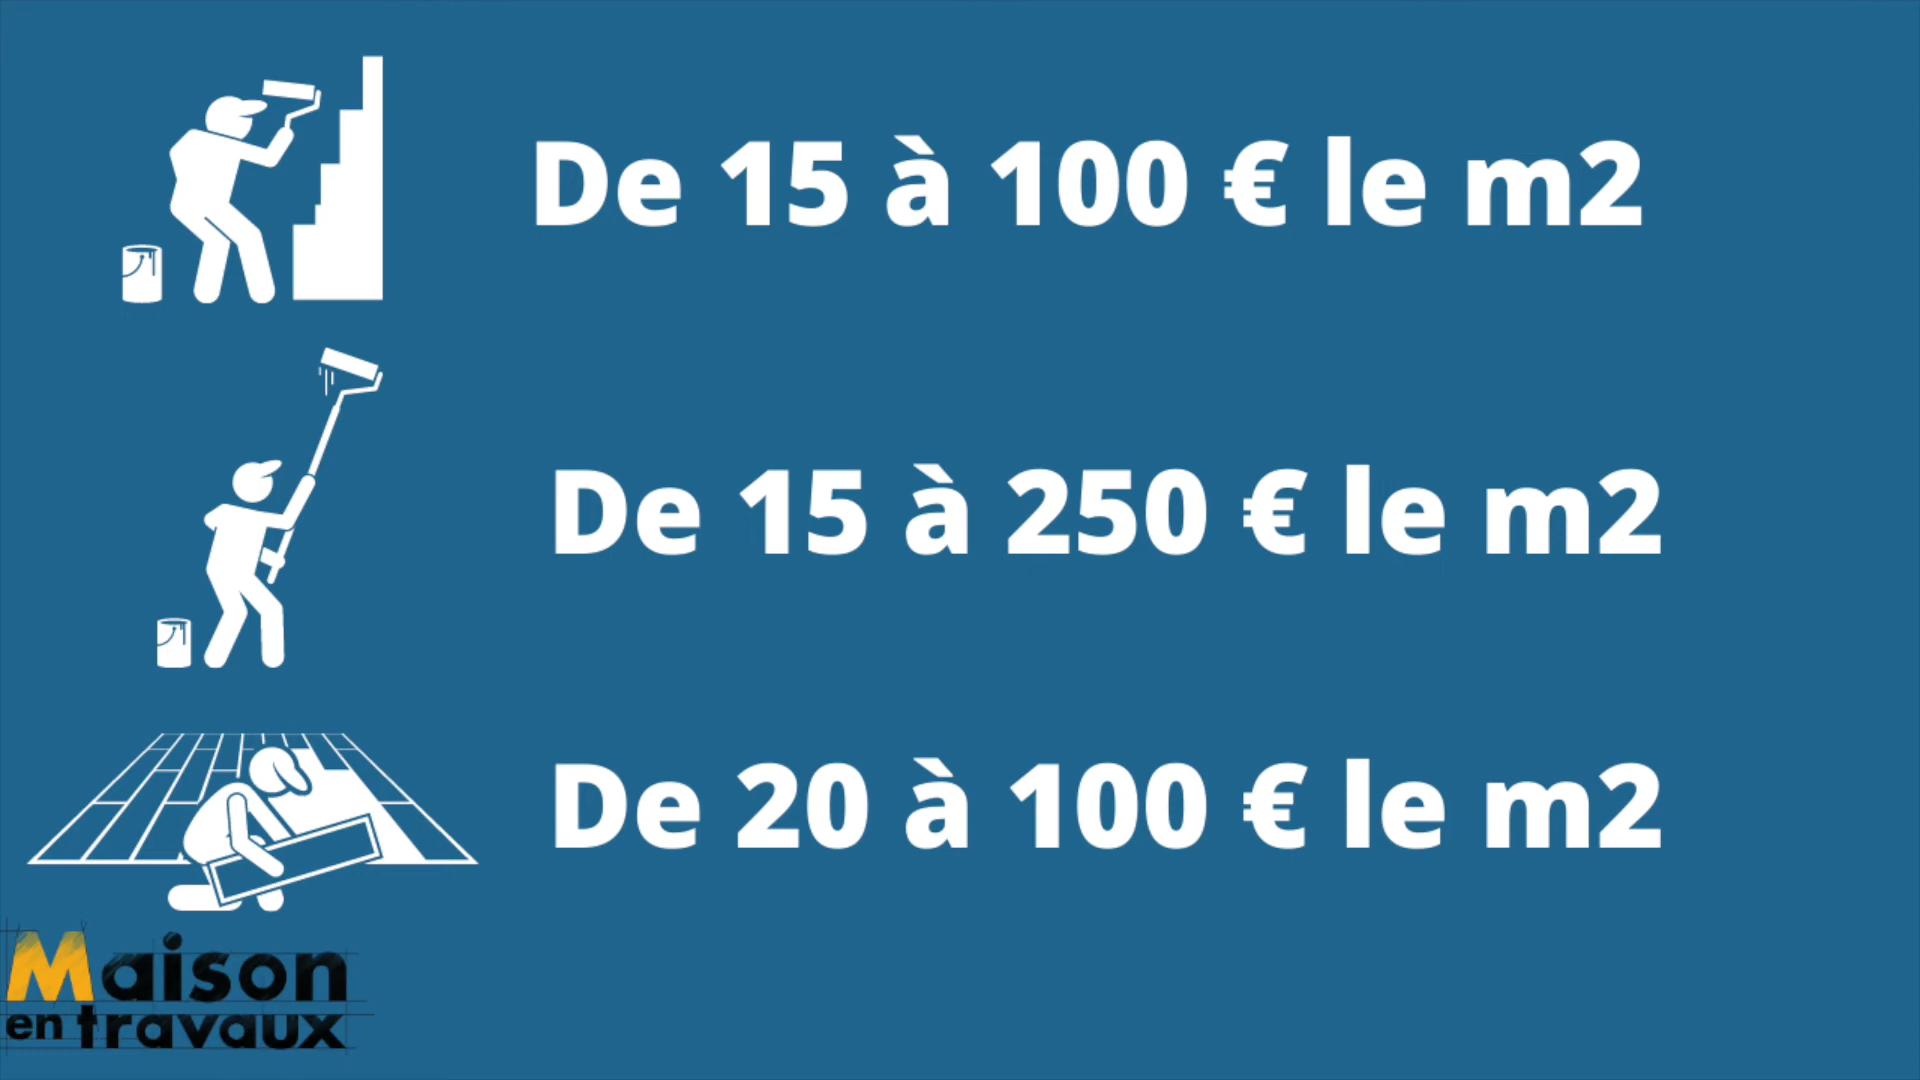 De 15 à 100 € le m2
De 15 à 250 € le m2
De 20 à 100 € le m2
Maison
en travaux